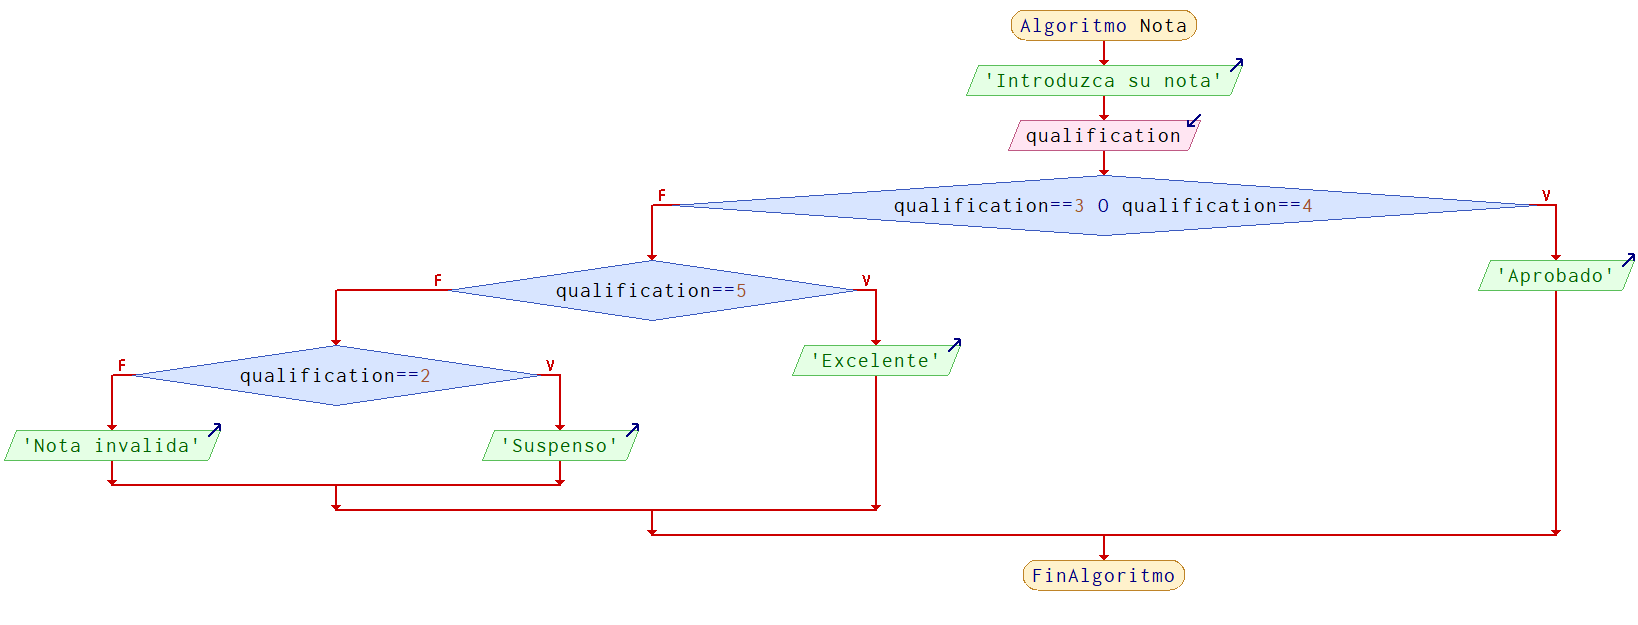 Algoritmo Nota
'Introduzca su nota'
qualification
F
V
qualification==3 O qualification==4
F
V
qualification==5
'Aprobado'
F
V
qualification==2
'Excelente'
'Nota invalida'
'Suspenso'
FinAlgoritmo